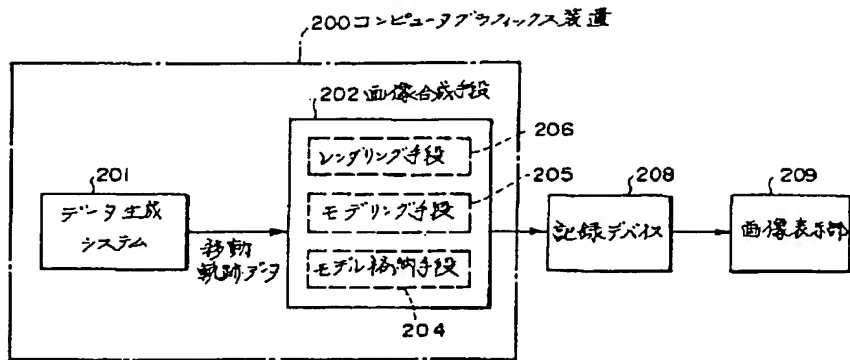 200コンピュータグラフィックス装置
202画像合成手段
206
レンダリング手段
205
モデリング手段
モデル格納手段
204
201
データ生成
システム
移動
軌跡データ
208
記録デバイス
209
画像表示部